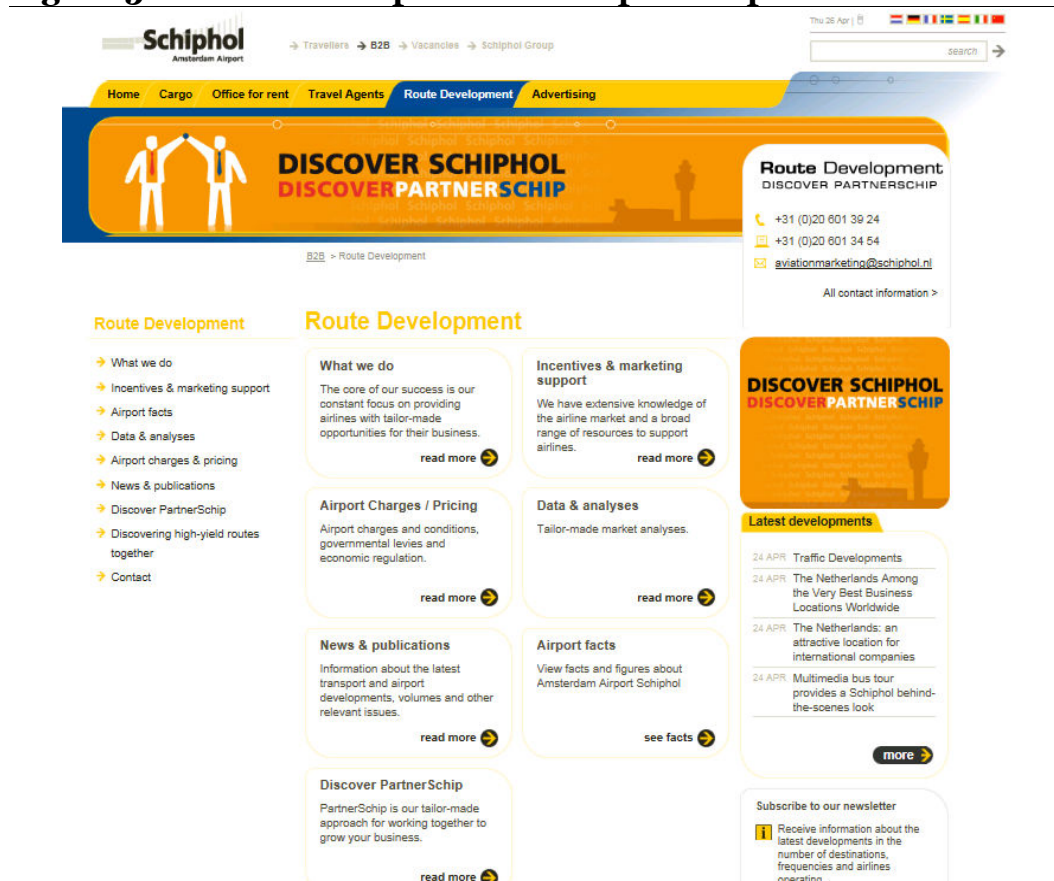 Schiphol
Amsterdam Airport
Travellers B2B Vacancies Schiphol Group
Thu 26 Apr |
search
Home Cargo Office for rent Travel Agents Route Development Advertising
DISCOVER SCHIPHOL
DISCOVERPARTNERSCHIP
Route Development
DISCOVER PARTNERSCHIP
+31 (0)20 601 39 24
+31 (0)20 601 34 54
aviationmarketing@schiphol.nl
All contact information >
B2B > Route Development
Route Development
What we do
Incentives & marketing support
Airport facts
Data & analyses
Airport charges & pricing
News & publications
Discover PartnerSchip
Discovering high-yield routes
together
Contact
Route Development
What we do
The core of our success is our
constant focus on providing
airlines with tailor-made
opportunities for their business.
read more
Incentives & marketing
support
We have extensive knowledge of
the airline market and a broad
range of resources to support
airlines.
read more
Airport Charges / Pricing
Airport charges and conditions,
governmental levies and
economic regulation.
read more
Data & analyses
Tailor-made market analyses.
read more
News & publications
Information about the latest
transport and airport
developments, volumes and other
relevant issues.
read more
Airport facts
View facts and figures about
Amsterdam Airport Schiphol
see facts
Discover PartnerSchip
PartnerSchip is our tailor-made
approach for working together to
grow your business.
read more
DISCOVER SCHIPHOL
DISCOVERPARTNERSCHIP
Latest developments
24 APR Traffic Developments
24 APR The Netherlands Among
the Very Best Business
Locations Worldwide
24 APR The Netherlands: an
attractive location for
international companies
24 APR Multimedia bus tour
provides a Schiphol behind-
the-scenes look
more
Subscribe to our newsletter
Receive information about the
latest developments in the
number of destinations,
frequencies and airlines
operating